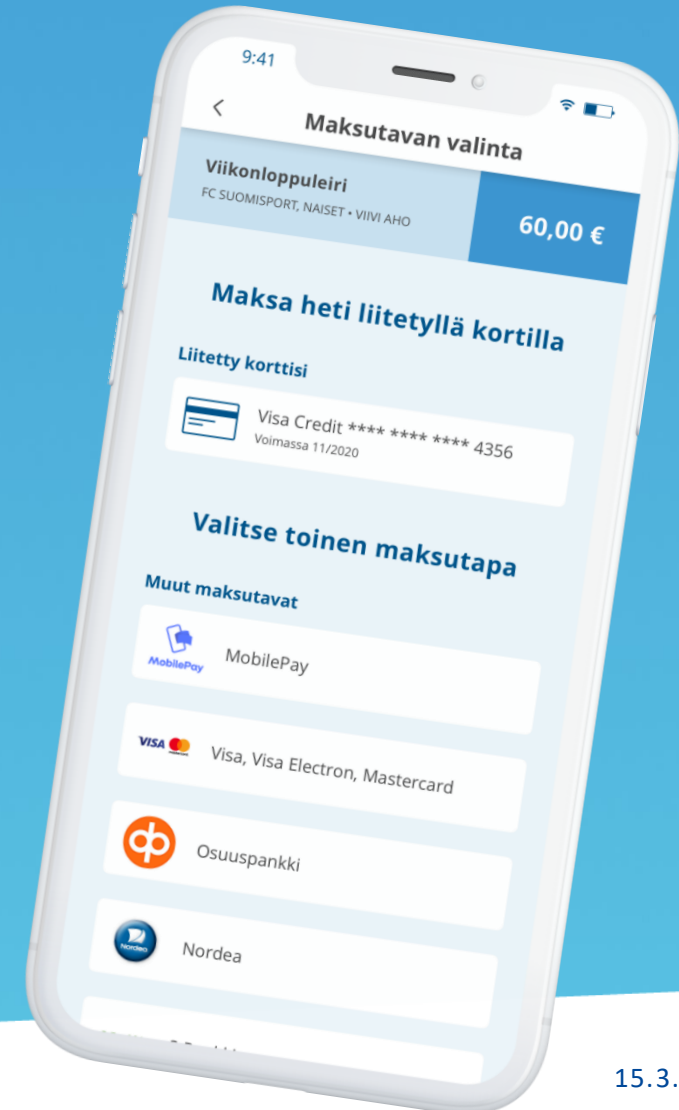 9:41
Maksutavan valinta
Viikonloppuleiri
FC SUOMISPORT, NAISET • VIIVI AHO
60,00 €
Maksa heti liitetyllä kortilla
Liitetty korttisi
Visa Credit **** **** **** 4356
Voimassa 11/2020
Valitse toinen maksutapa
Muut maksutavat
MobilePay
MobilePay
VISA
Visa, Visa Electron, Mastercard
Osuuspankki
Nordea
Nordea
15.3.